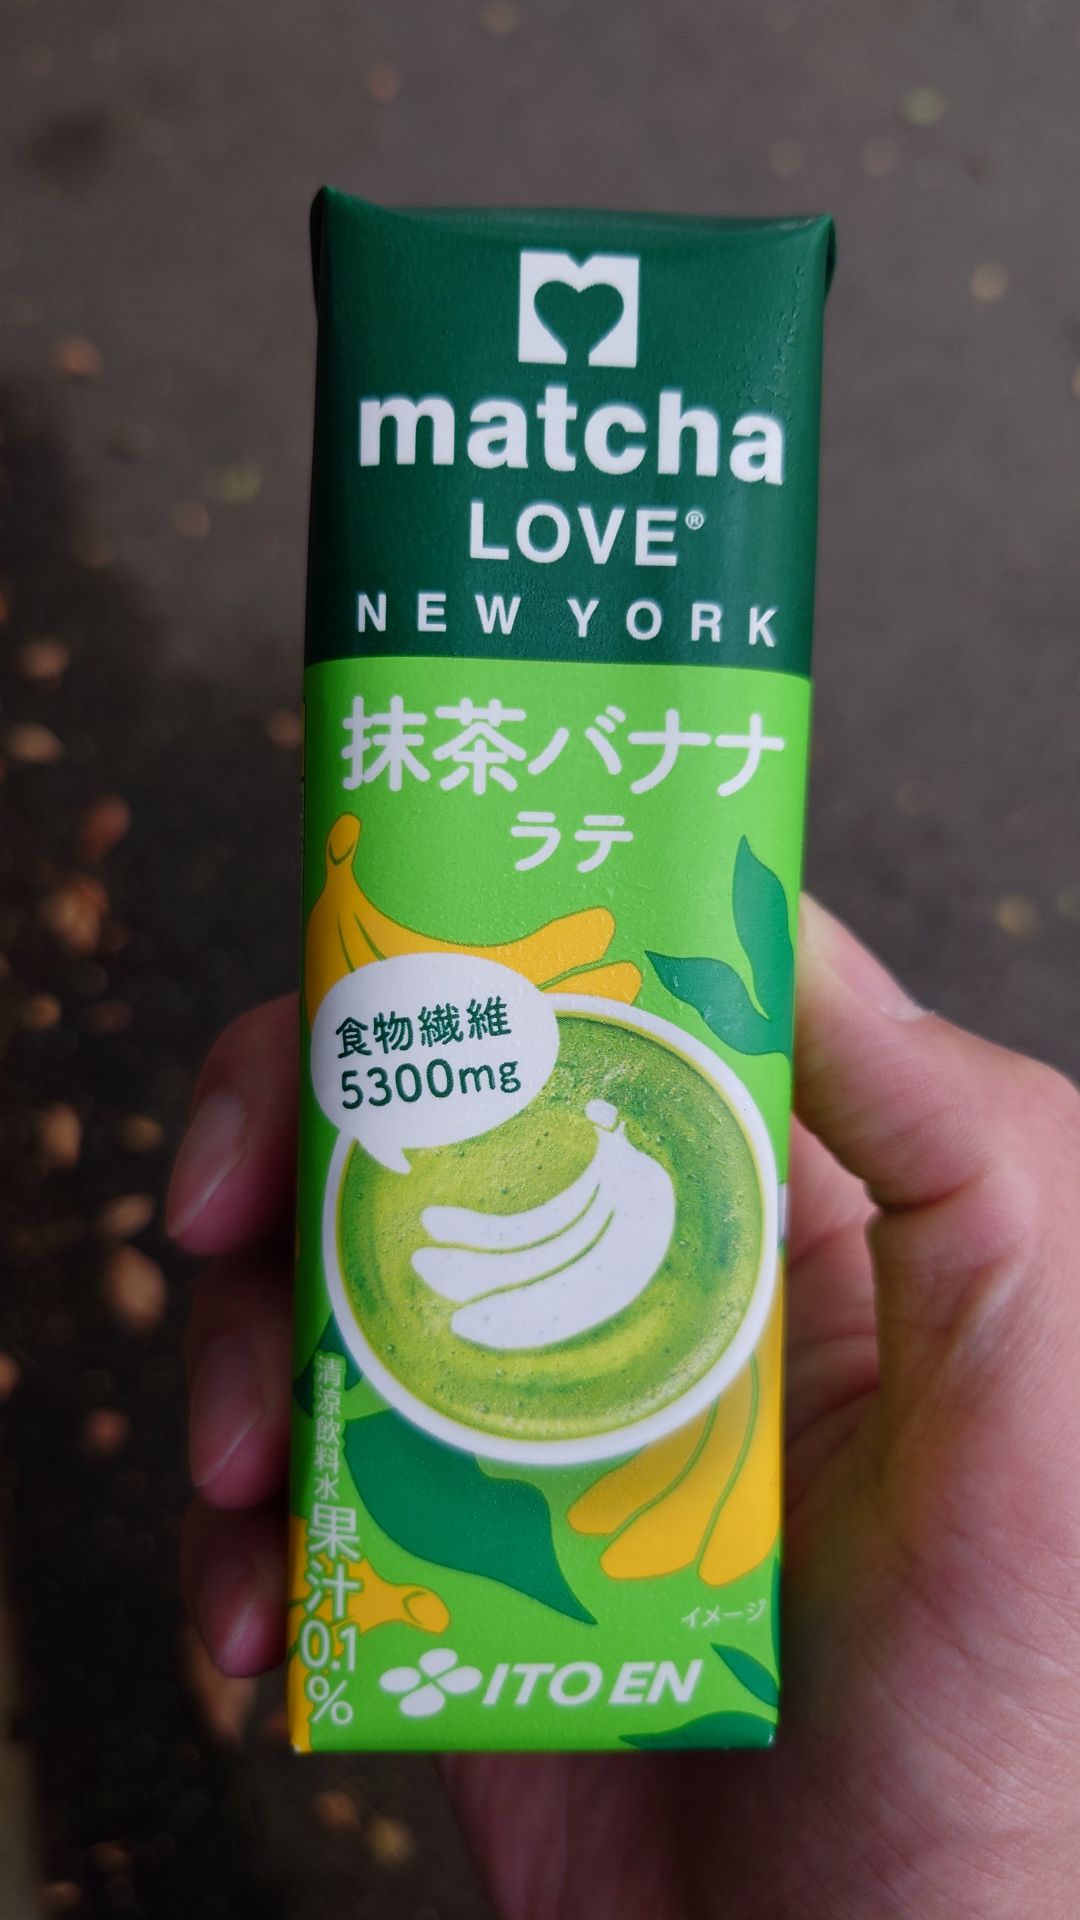 matcha
LOVE®
NEW YORK
抹茶バナナ
ラテ
食物繊維
5300mg
清涼飲料水 果汁0.1%
イメージ
ITO EN